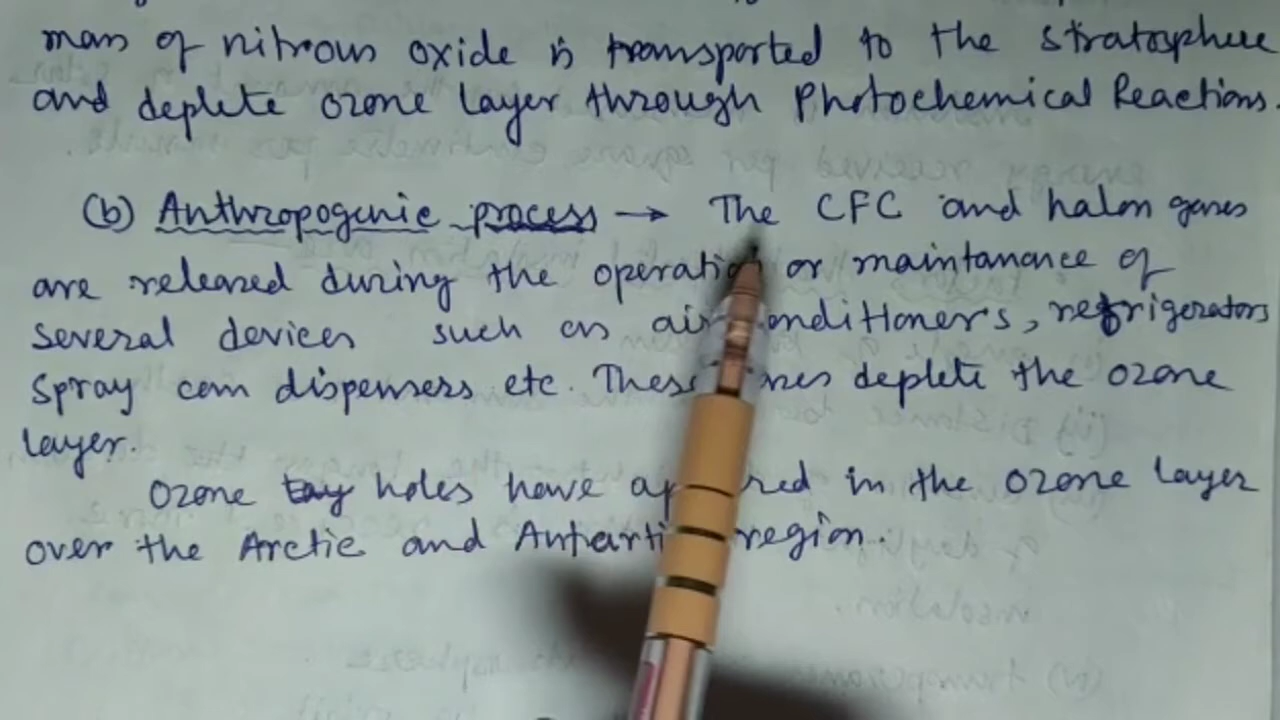 mass of nitrous oxide is transported to the stratosphere
and deplete ozone layer through Photochemical Reactions.
(b) Anthropogenic process → The CFC and halon gases
are released during the operation or maintanance of
several devices such as air conditioners, refrigerators
spray can dispensers etc. These deplete the ozone
layer.
Ozone holes have in the ozone layer
over the Arctic and region.